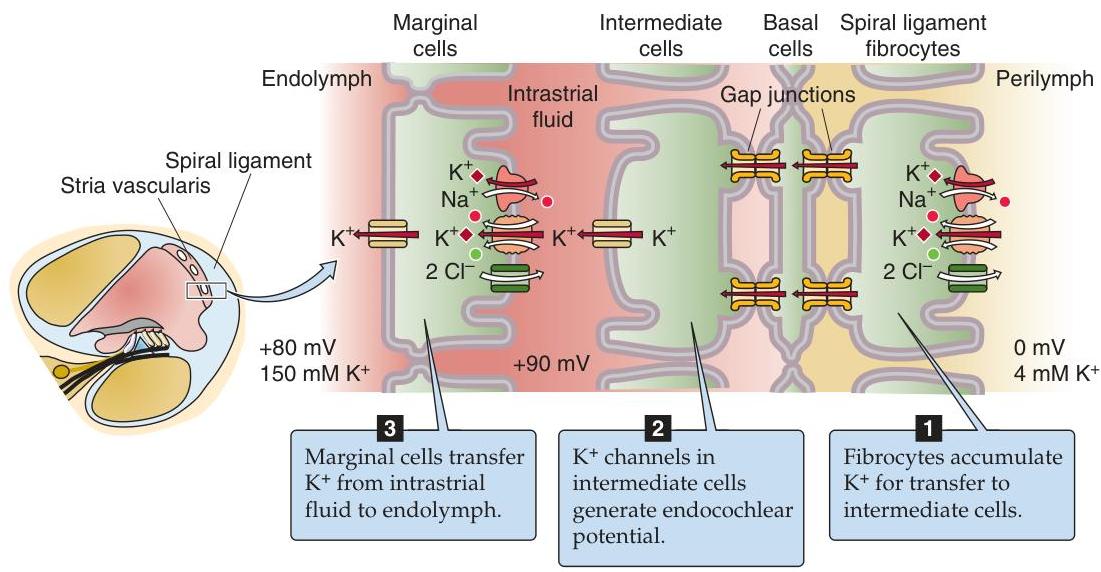 Marginal
cells
Intermediate
cells
Basal
cells
Spiral ligament
fibrocytes
Endolymph
Intrastrial
fluid
Gap junctions
Perilymph
Spiral ligament
Stria vascularis
K⁺
Na⁺
K⁺
K⁺
2 Cl⁻
K⁺
K⁺
K⁺
Na⁺
K⁺
2 Cl⁻
+80 mV
150 mM K⁺
+90 mV
0 mV
4 mM K⁺
3
Marginal cells transfer
K⁺ from intrastrial
fluid to endolymph.
2
K⁺ channels in
intermediate cells
generate endocochlear
potential.
1
Fibrocytes accumulate
K⁺ for transfer to
intermediate cells.